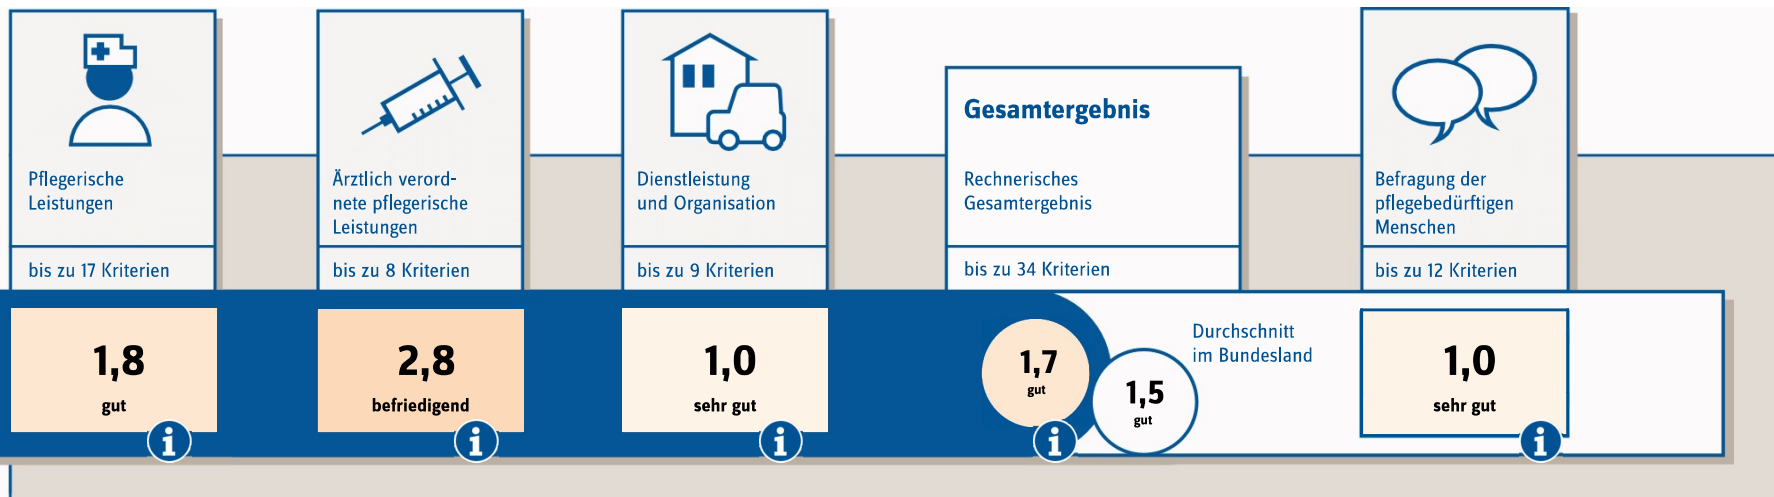 Pflegerische
Leistungen
bis zu 17 Kriterien
1,8
gut
i
Ärztlich verord-
nete pflegerische
Leistungen
bis zu 8 Kriterien
2,8
befriedigend
i
Dienstleistung
und Organisation
bis zu 9 Kriterien
1,0
sehr gut
i
Gesamtergebnis
Rechnerisches
Gesamtergebnis
bis zu 34 Kriterien
1,7
gut
i
Durchschnitt
im Bundesland
1,5
gut
Befragung der
pflegebedürftigen
Menschen
bis zu 12 Kriterien
1,0
sehr gut
i